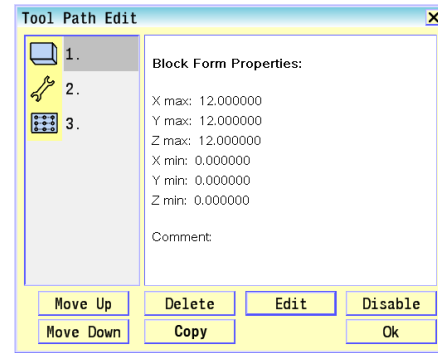 Tool Path Edit
1.
2.
3.
Block Form Properties:
X max: 12.000000
Y max: 12.000000
Z max: 12.000000
X min: 0.000000
Y min: 0.000000
Z min: 0.000000
Comment:
Move Up Delete Edit Disable
Move Down Copy Ok